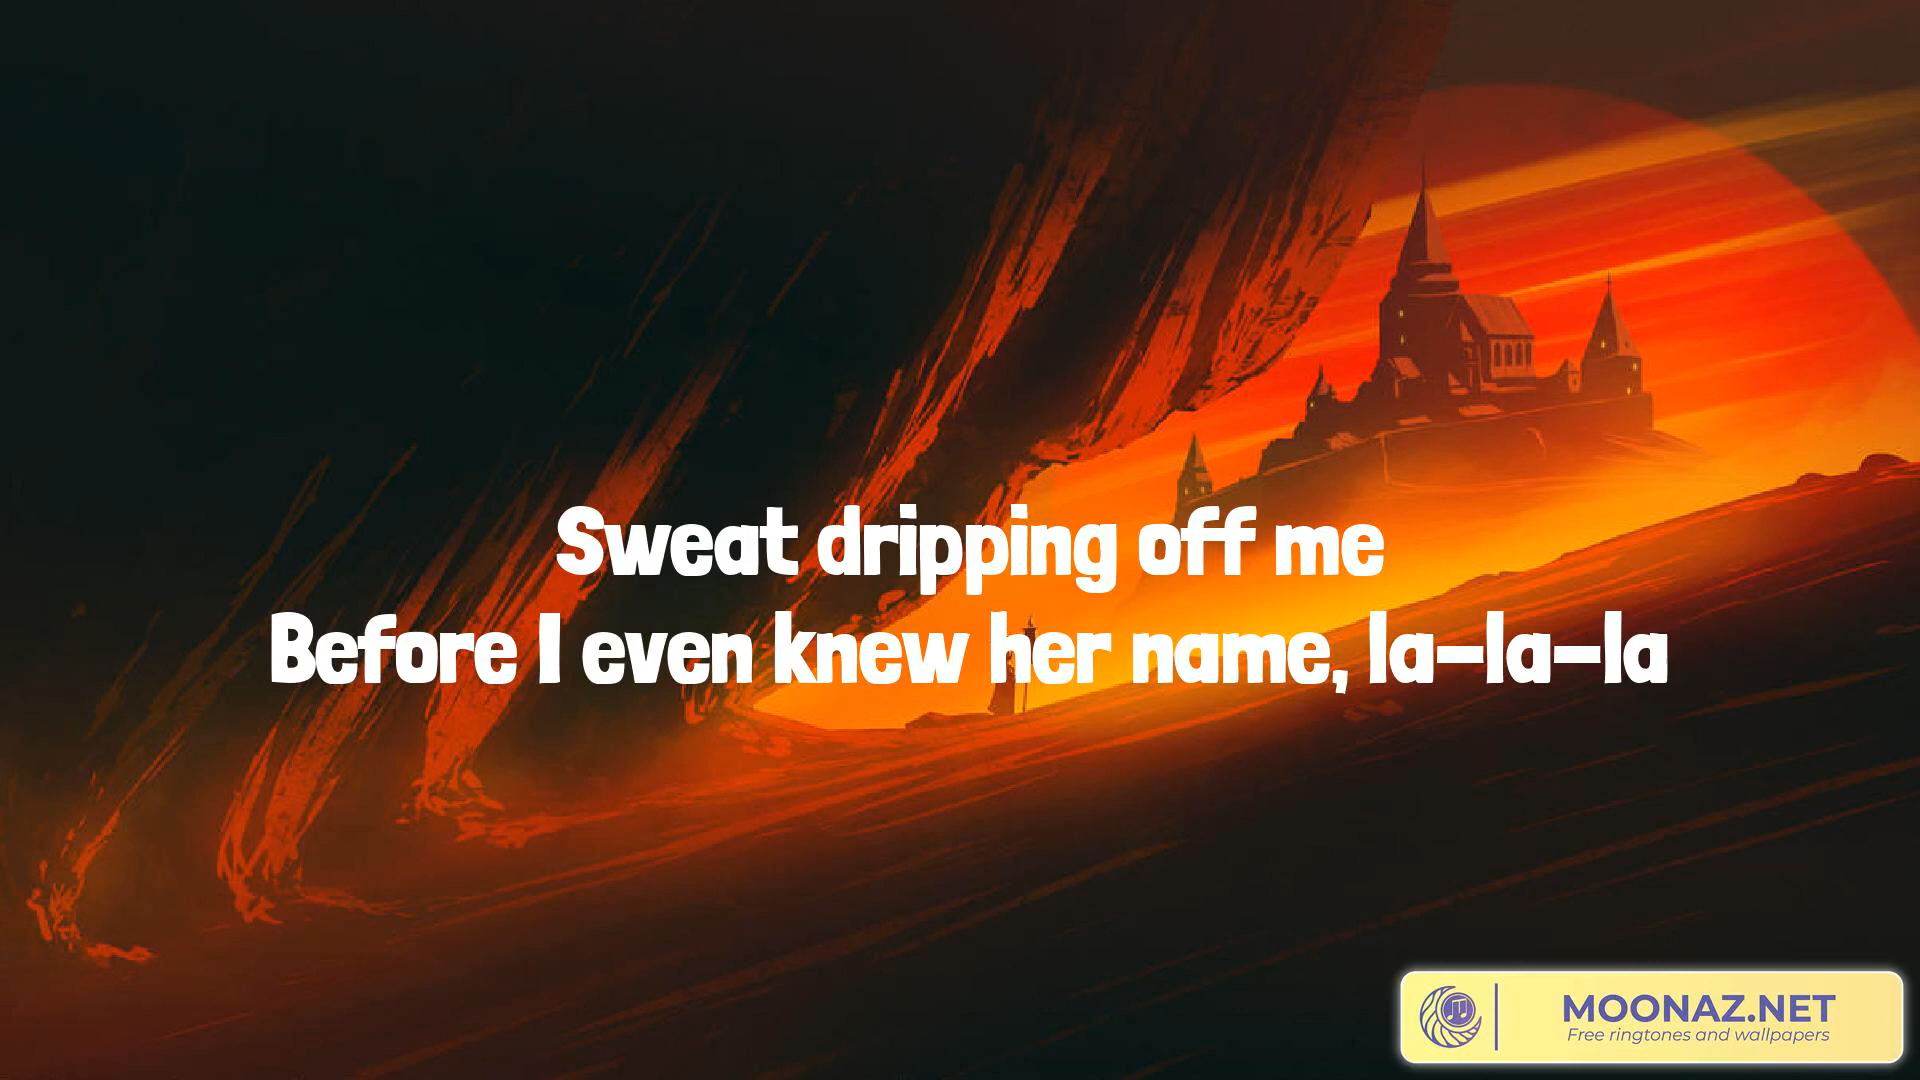 Sweat dripping off me
Before I even knew her name, la-la-la
MOONAZ.NET
Free ringtones and wallpapers